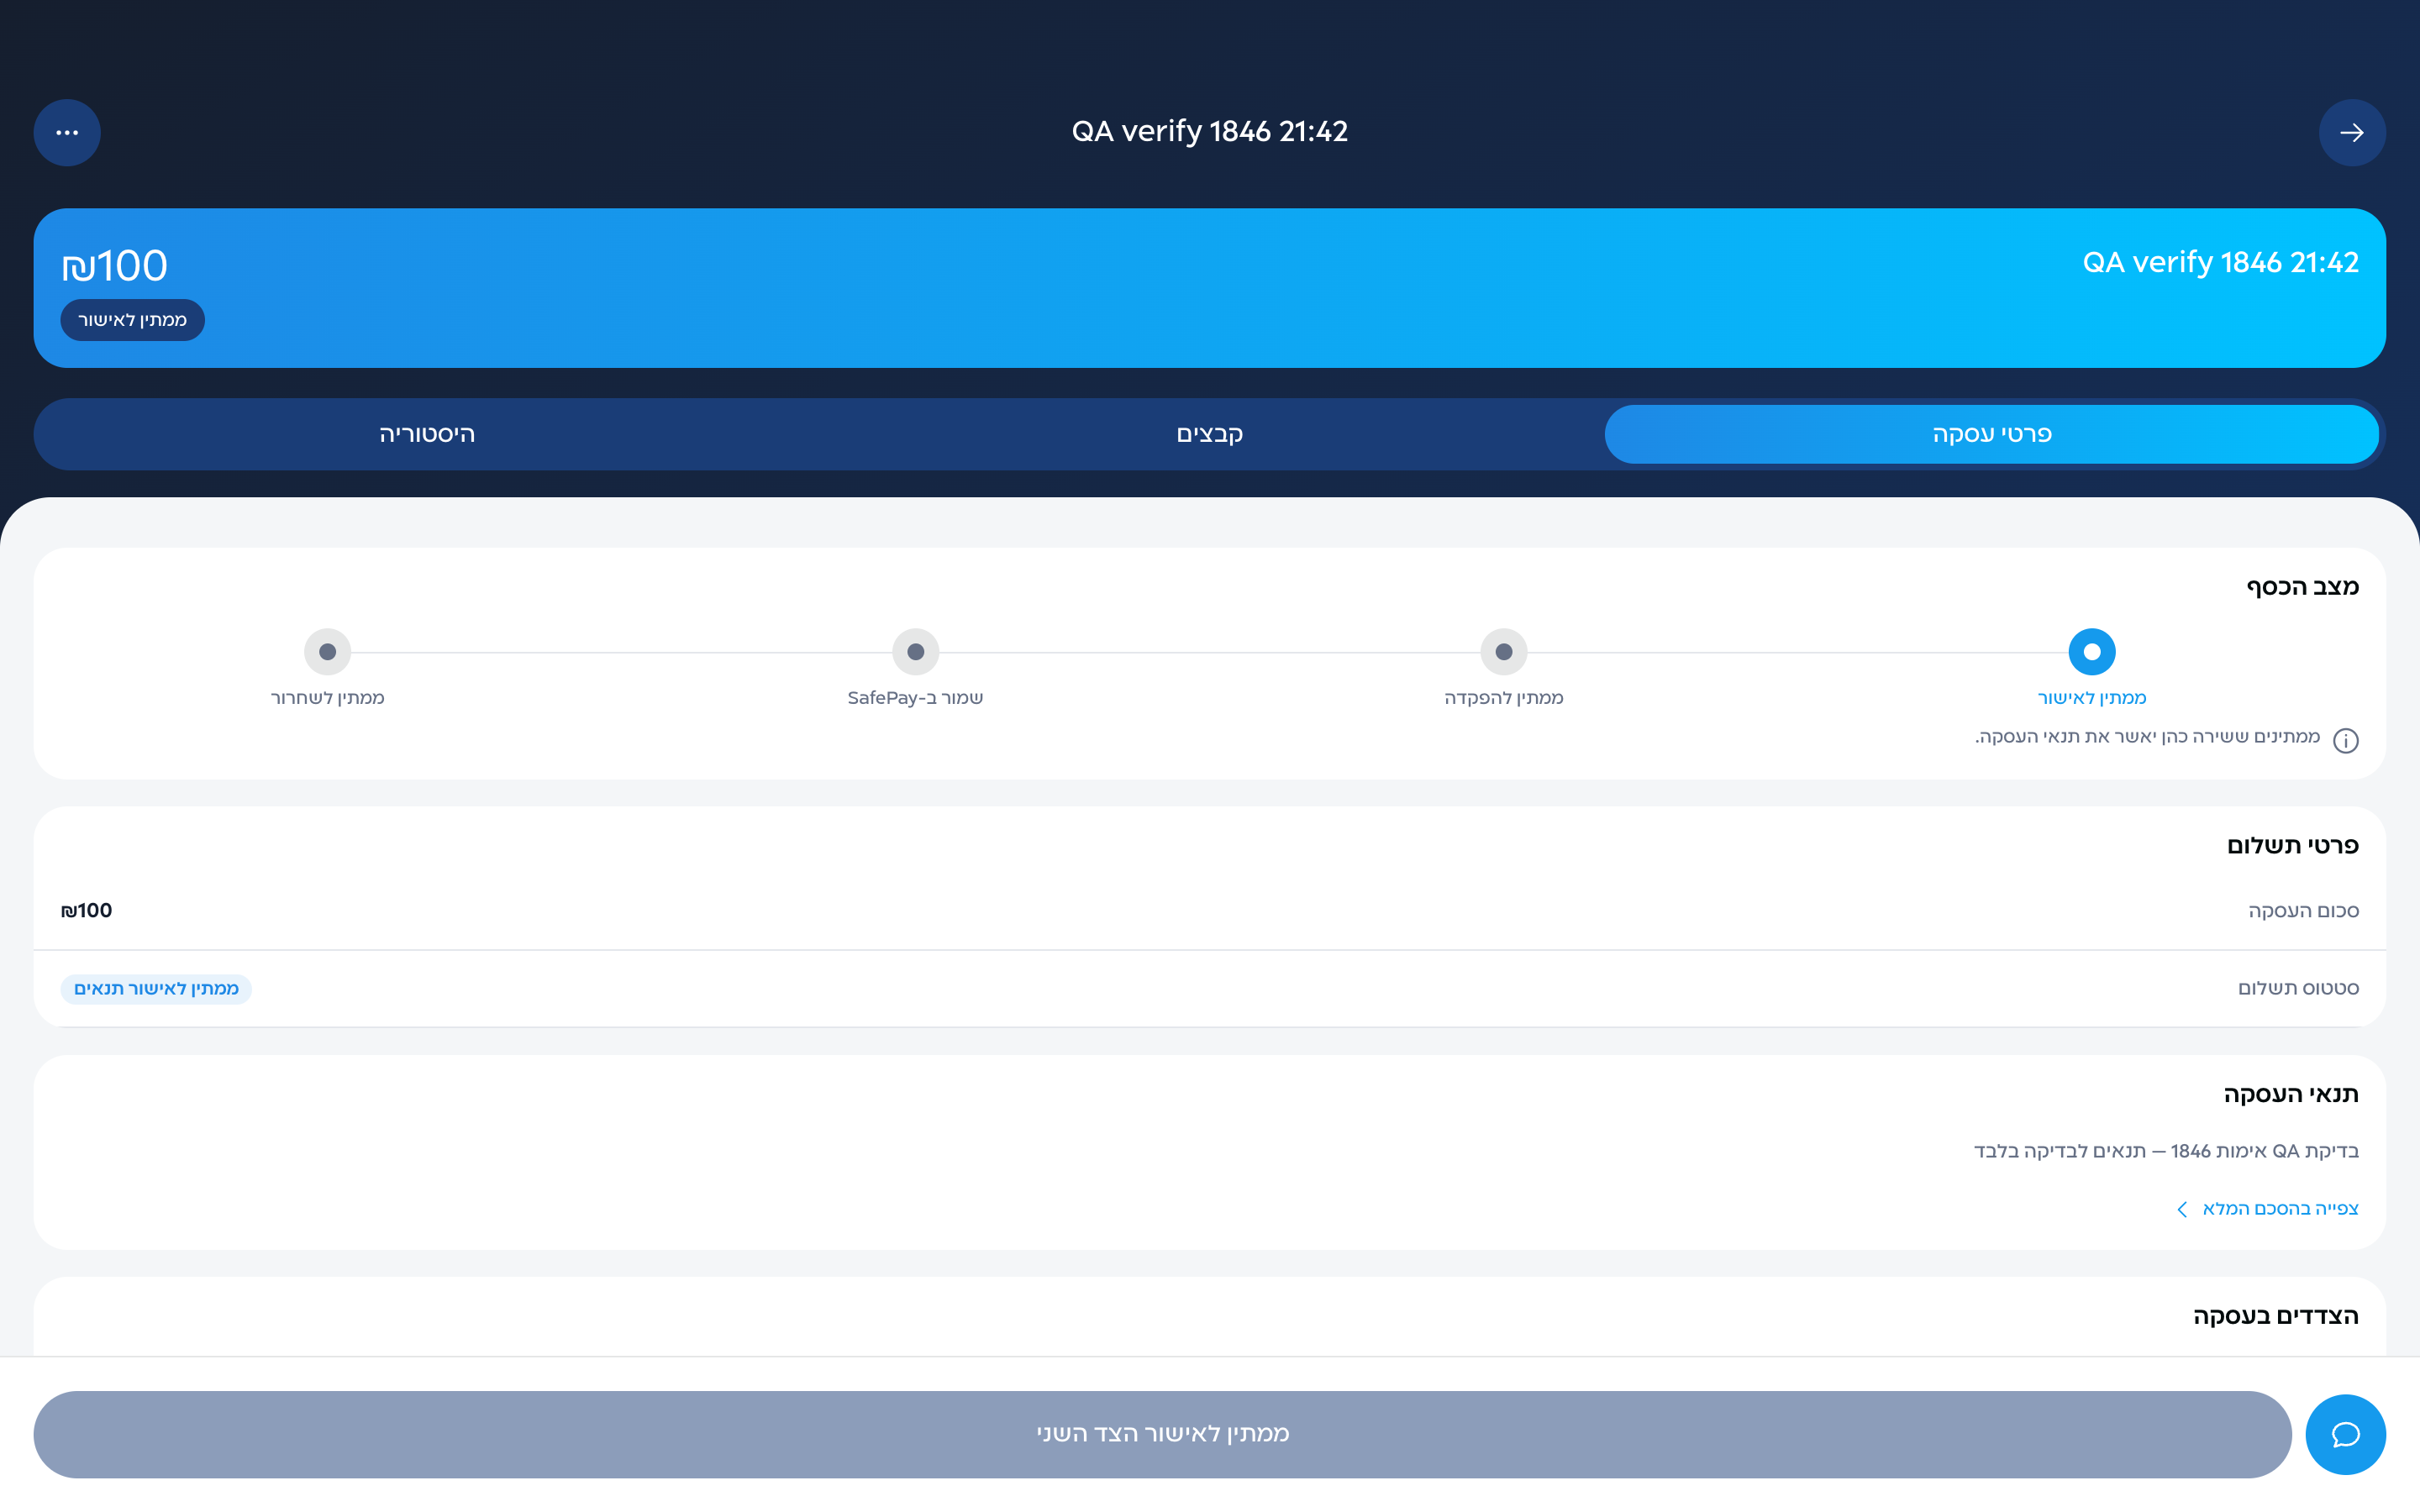 QA verify 1846 21:42
QA verify 1846 21:42
₪100
ממתין לאישור
פרטי עסקה
קבצים
היסטוריה
מצב הכסף
ממתין לאישור
ממתין להפקדה
שמור ב-SafePay
ממתין לשחרור
ממתינים ששירה כהן יאשר את תנאי העסקה.
פרטי תשלום
סכום העסקה
₪100
סטטוס תשלום
ממתין לאישור תנאים
תנאי העסקה
בדיקת QA אימות 1846 – תנאים לבדיקה בלבד
צפייה בהסכם המלא
הצדדים בעסקה
ממתין לאישור הצד השני